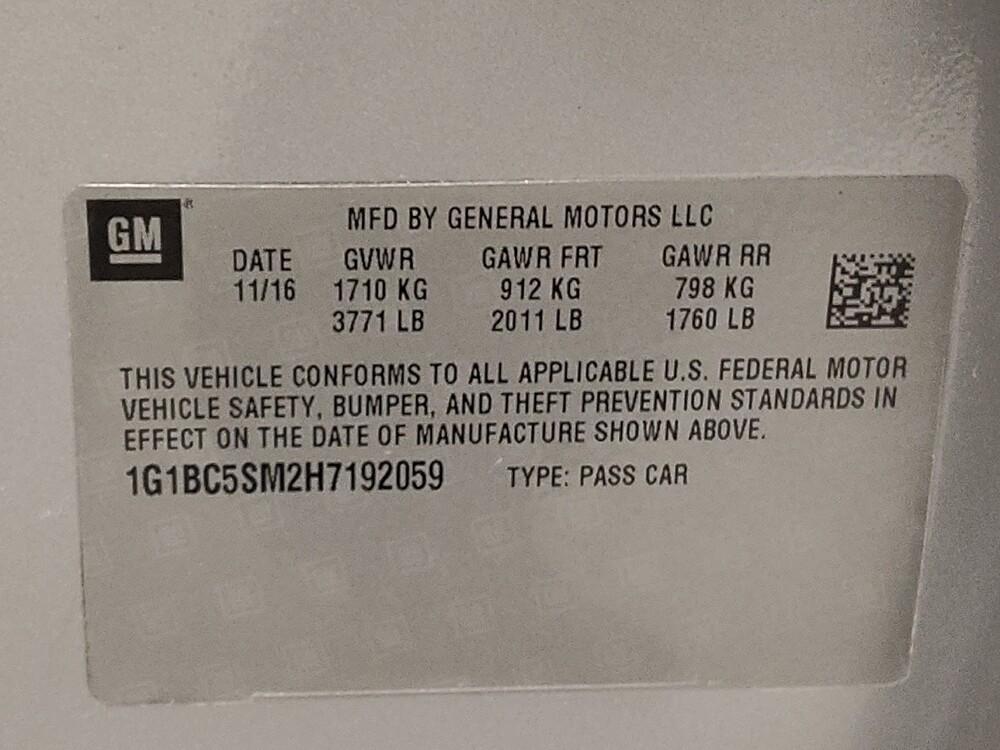 GM®
MFD BY GENERAL MOTORS LLC
DATE GVWR GAWR FRT GAWR RR
11/16 1710 KG 912 KG 798 KG
3771 LB 2011 LB 1760 LB
THIS VEHICLE CONFORMS TO ALL APPLICABLE U.S. FEDERAL MOTOR
VEHICLE SAFETY, BUMPER, AND THEFT PREVENTION STANDARDS IN
EFFECT ON THE DATE OF MANUFACTURE SHOWN ABOVE.
1G1BC5SM2H7192059 TYPE: PASS CAR